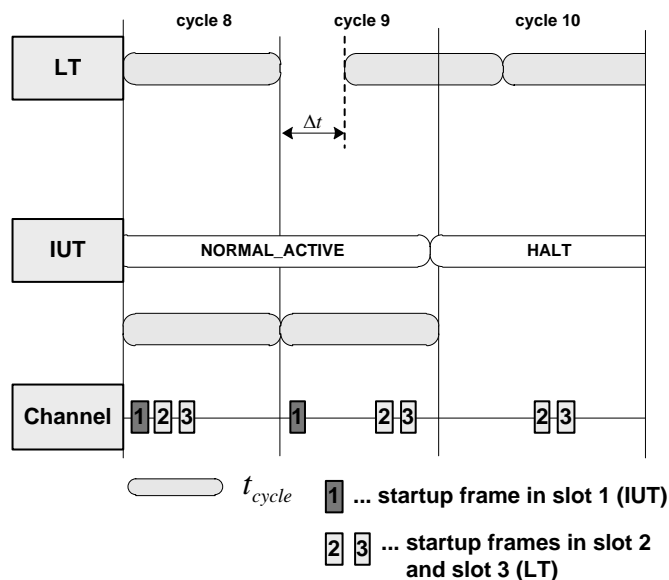 cycle 8 cycle 9 cycle 10
LT
Δt
IUT NORMAL_ACTIVE HALT
Channel 1 2 3 1 2 3 2 3
t_cycle 1 ... startup frame in slot 1 (IUT)
2 3 ... startup frames in slot 2
and slot 3 (LT)